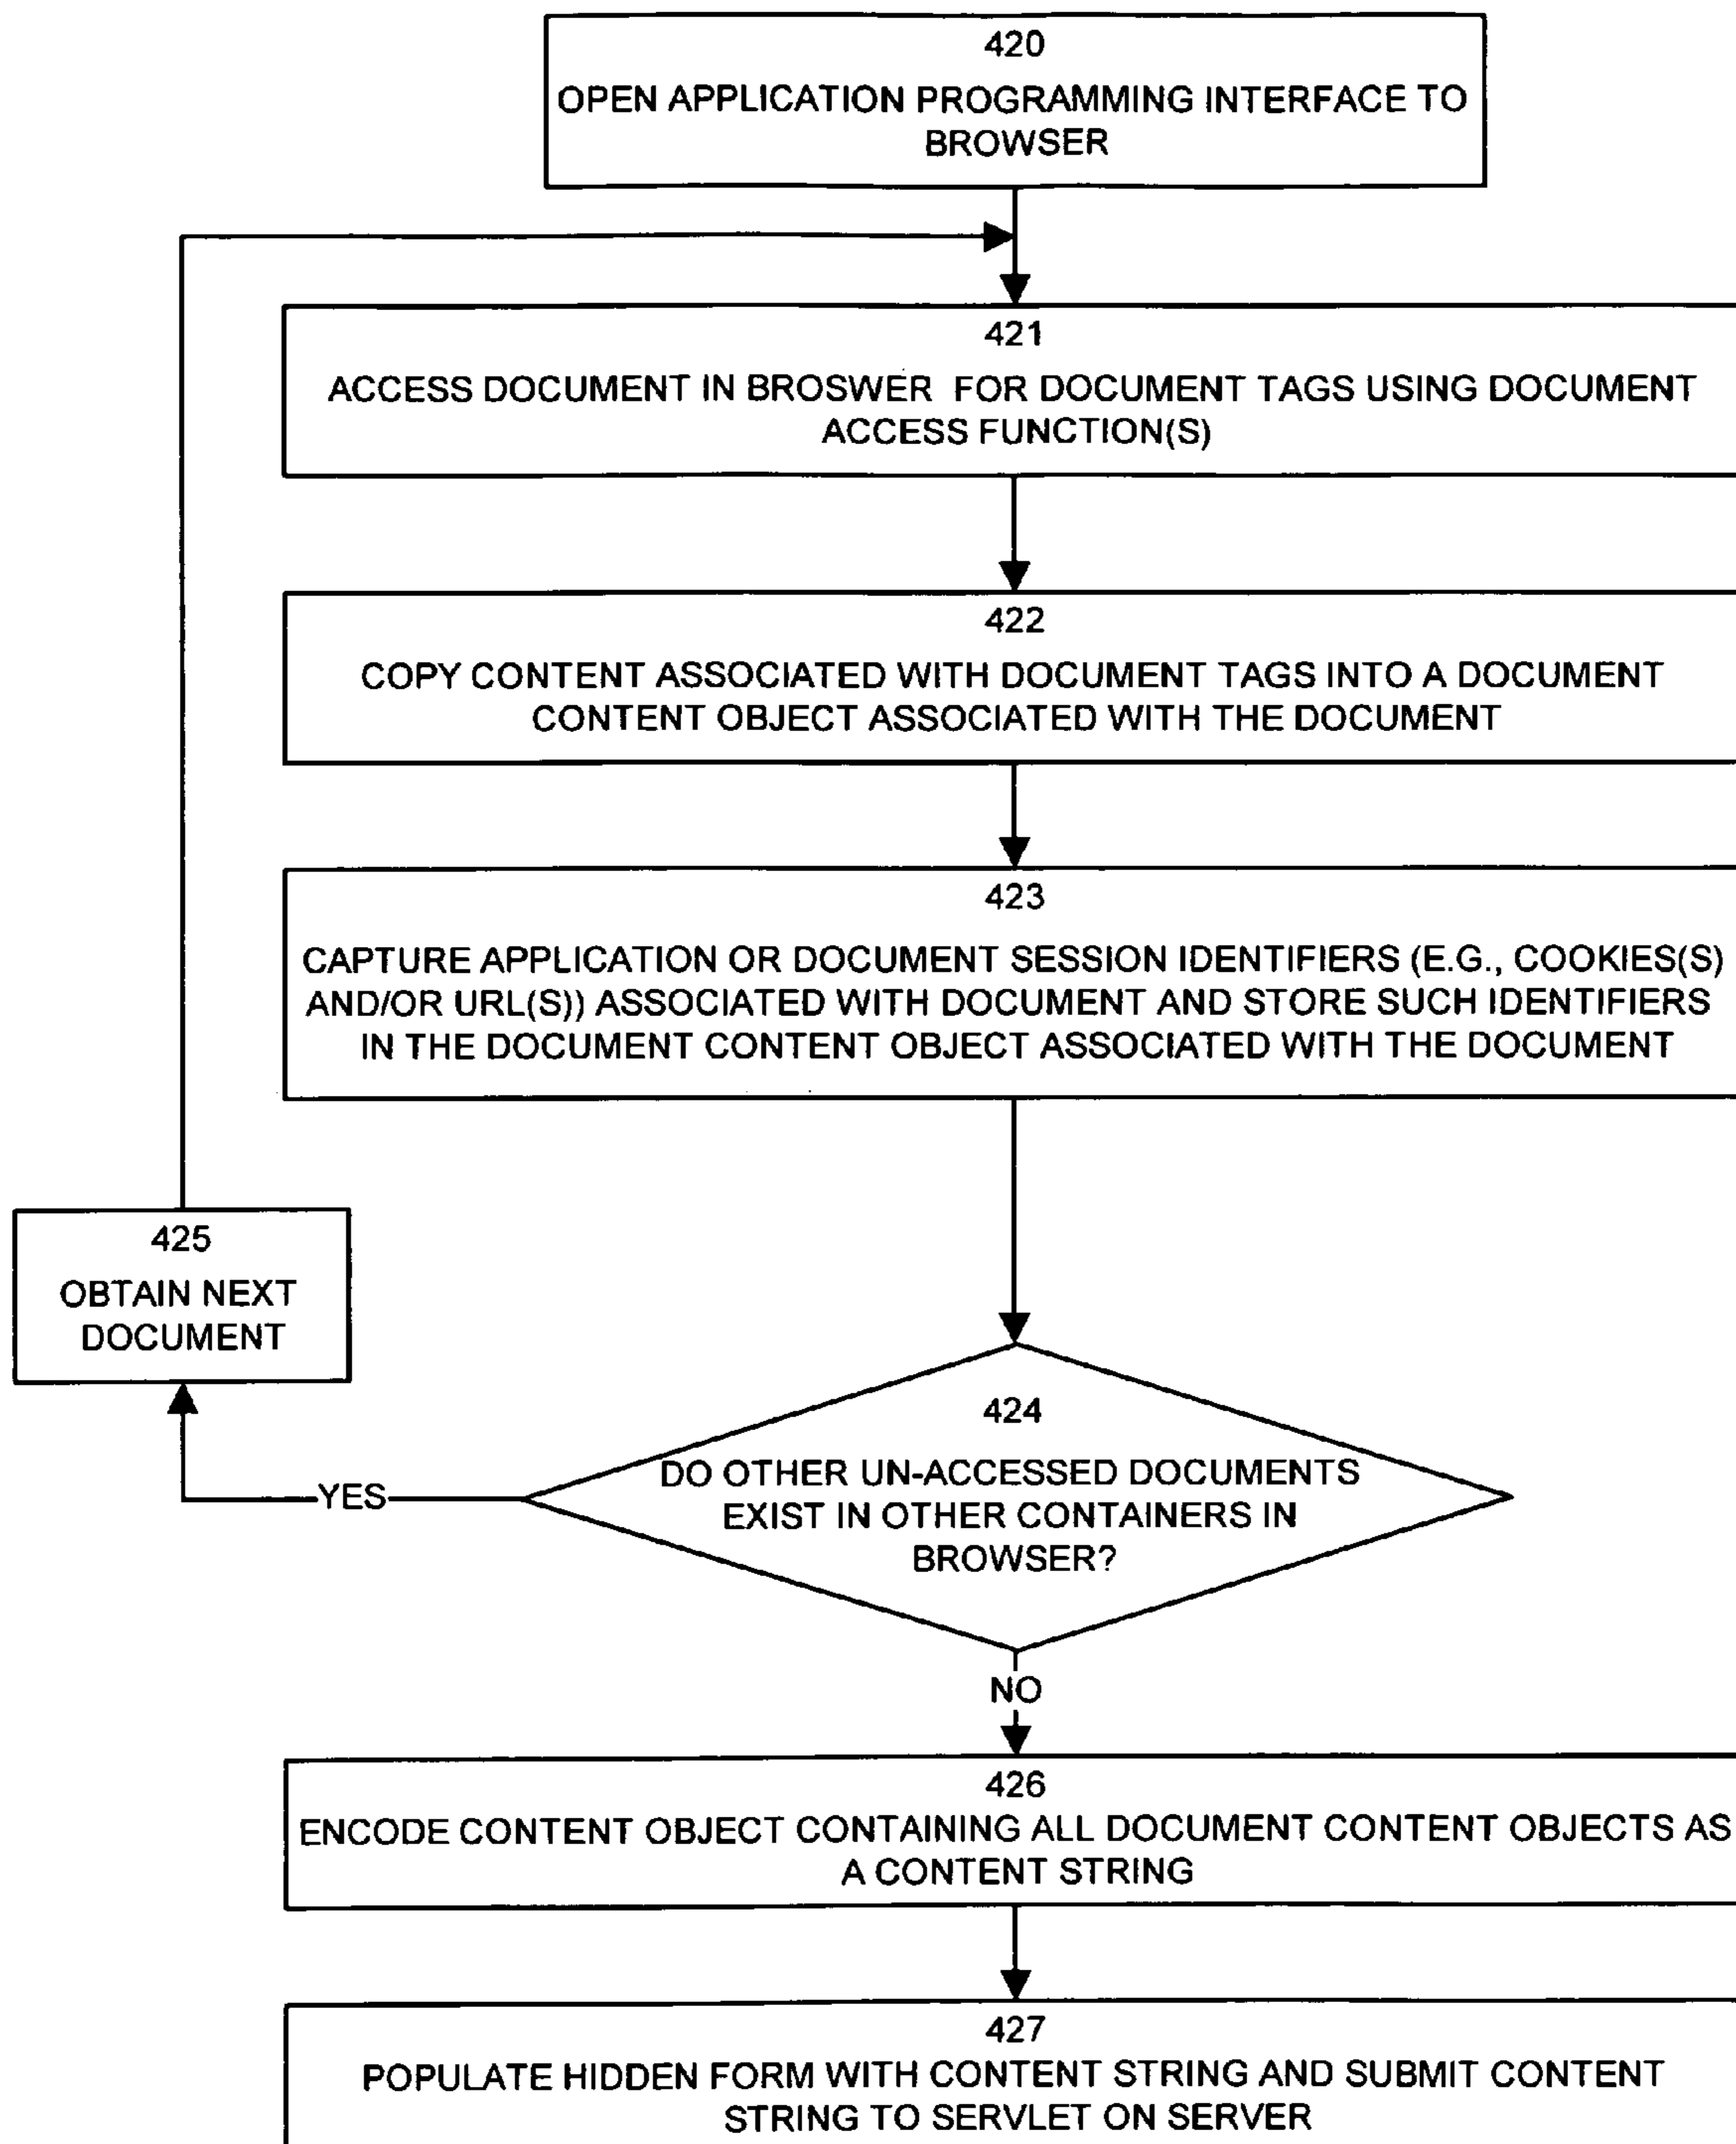 420
OPEN APPLICATION PROGRAMMING INTERFACE TO
BROWSER
421
ACCESS DOCUMENT IN BROSWER FOR DOCUMENT TAGS USING DOCUMENT
ACCESS FUNCTION(S)
422
COPY CONTENT ASSOCIATED WITH DOCUMENT TAGS INTO A DOCUMENT
CONTENT OBJECT ASSOCIATED WITH THE DOCUMENT
423
CAPTURE APPLICATION OR DOCUMENT SESSION IDENTIFIERS (E.G., COOKIES(S)
AND/OR URL(S)) ASSOCIATED WITH DOCUMENT AND STORE SUCH IDENTIFIERS
IN THE DOCUMENT CONTENT OBJECT ASSOCIATED WITH THE DOCUMENT
425
OBTAIN NEXT
DOCUMENT
424
DO OTHER UN-ACCESSED DOCUMENTS
EXIST IN OTHER CONTAINERS IN
BROWSER?
YES
NO
426
ENCODE CONTENT OBJECT CONTAINING ALL DOCUMENT CONTENT OBJECTS AS
A CONTENT STRING
427
POPULATE HIDDEN FORM WITH CONTENT STRING AND SUBMIT CONTENT
STRING TO SERVLET ON SERVER